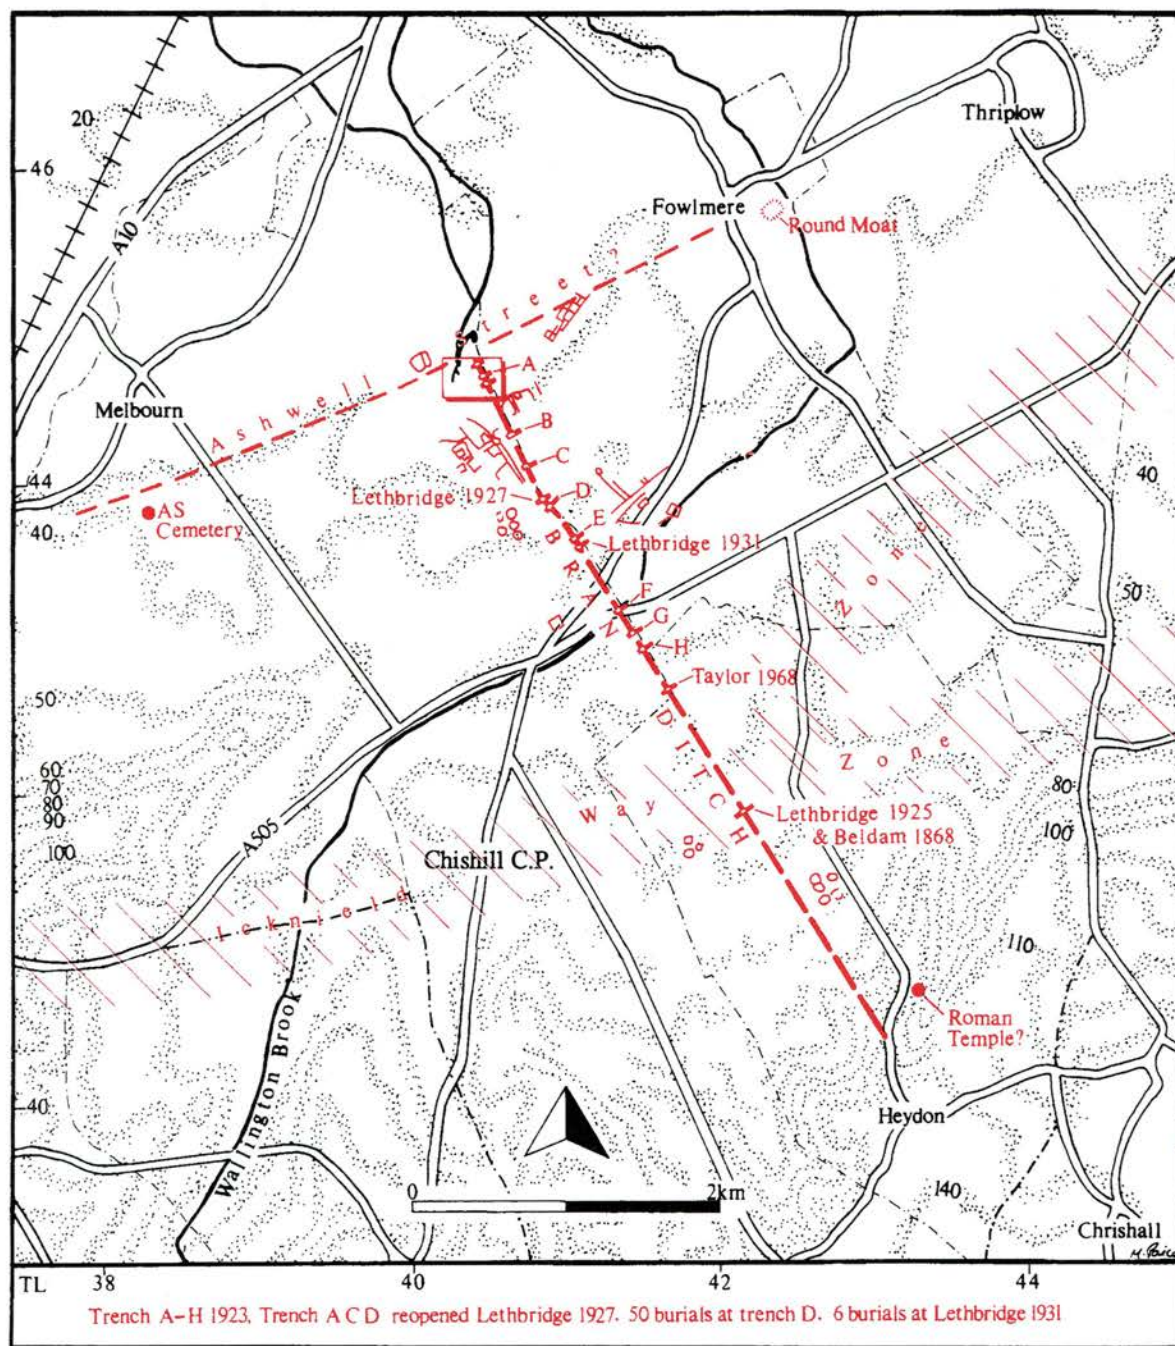 Thriplow
20
46
Fowlmere
Round Moat
A10
Ashwell Street?
A
Melbourn
B
C
44
Lethbridge 1927
D
40
AS
Cemetery
40
E
Lethbridge 1931
BRAN DITCH
Zone
F
50
G
H
50
Taylor 1968
Zone
60
70
80
90
80
Way
Lethbridge 1925
& Beldam 1868
100
100
A505
Chishill C.P.
Icknield
110
Roman
Temple?
Wallington Brook
40
Heydon
0
2km
140
Chrishall
TL
38
40
42
44
Trench A-H 1923, Trench A C D reopened Lethbridge 1927. 50 burials at trench D. 6 burials at Lethbridge 1931